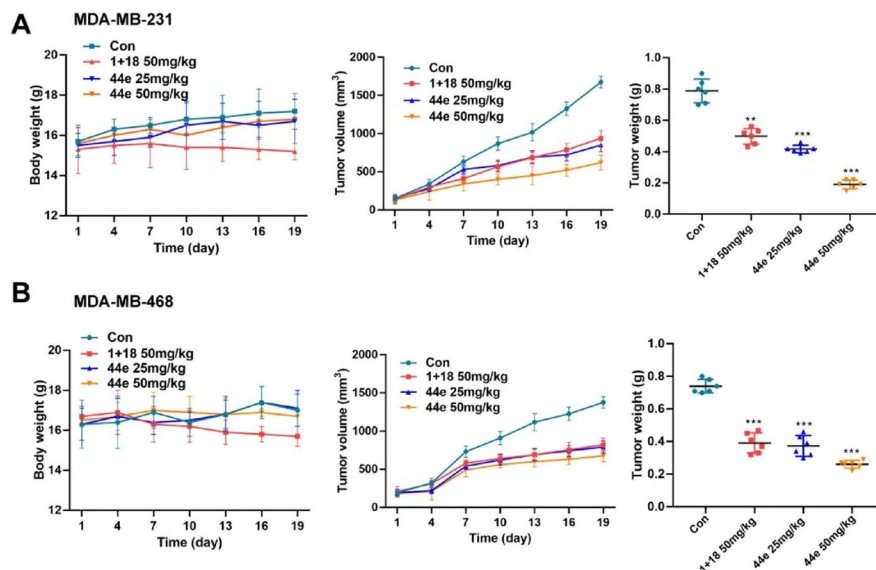 A
MDA-MB-231
Body weight (g)
20
18
16
14
12
Con
1+18 50mg/kg
44e 25mg/kg
44e 50mg/kg
1 4 7 10 13 16 19
Time (day)
Tumor volume (mm³)
2000
1500
1000
500
0
Con
1+18 50mg/kg
44e 25mg/kg
44e 50mg/kg
1 4 7 10 13 16 19
Time (day)
Tumor weight (g)
1.0
0.8
0.6
0.4
0.2
0.0
**
***
***
Con
1+18 50mg/kg
44e 25mg/kg
44e 50mg/kg
B
MDA-MB-468
Body weight (g)
20
18
16
14
12
Con
1+18 50mg/kg
44e 25mg/kg
44e 50mg/kg
1 4 7 10 13 16 19
Time (day)
Tumor volume (mm³)
2000
1500
1000
500
0
Con
1+18 50mg/kg
44e 25mg/kg
44e 50mg/kg
1 4 7 10 13 16 19
Time (day)
Tumor weight (g)
1.0
0.8
0.6
0.4
0.2
0.0
***
***
***
Con
1+18 50mg/kg
44e 25mg/kg
44e 50mg/kg